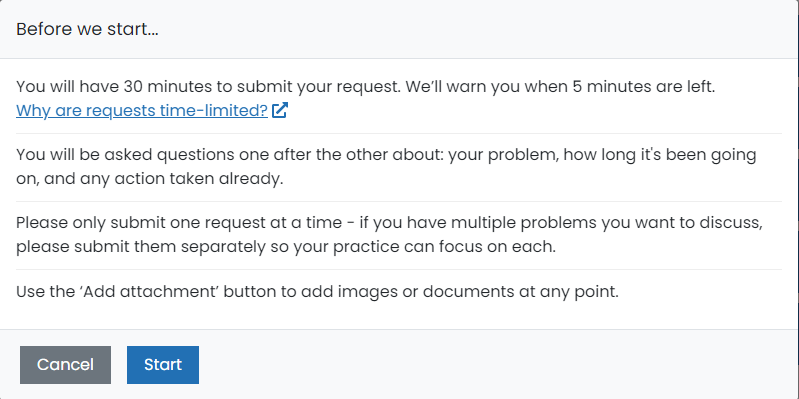 Before we start...
You will have 30 minutes to submit your request. We’ll warn you when 5 minutes are left.
Why are requests time-limited?
You will be asked questions one after the other about: your problem, how long it's been going
on, and any action taken already.
Please only submit one request at a time - if you have multiple problems you want to discuss,
please submit them separately so your practice can focus on each.
Use the ‘Add attachment’ button to add images or documents at any point.
Cancel
Start